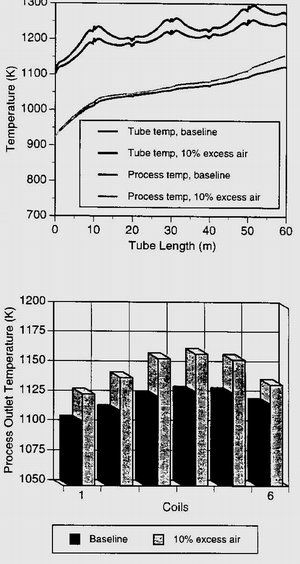 1300
1200
1100
1000
900
800
700
Temperature (K)
Tube temp, baseline
Tube temp, 10% excess air
Process temp, baseline
Process temp, 10% excess air
0 10 20 30 40 50 60
Tube Length (m)
1200
1175
1150
1125
1100
1075
1050
Process Outlet Temperature (K)
1 6
Coils
Baseline 10% excess air